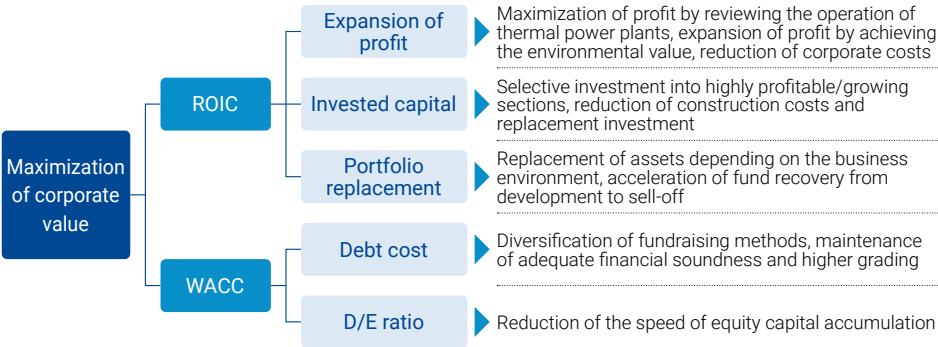 Maximization
of corporate
value
ROIC
Expansion of
profit
Maximization of profit by reviewing the operation of
thermal power plants, expansion of profit by achieving
the environmental value, reduction of corporate costs
Invested capital
Selective investment into highly profitable/growing
sections, reduction of construction costs and
replacement investment
Portfolio
replacement
Replacement of assets depending on the business
environment, acceleration of fund recovery from
development to sell-off
WACC
Debt cost
Diversification of fundraising methods, maintenance
of adequate financial soundness and higher grading
D/E ratio
Reduction of the speed of equity capital accumulation